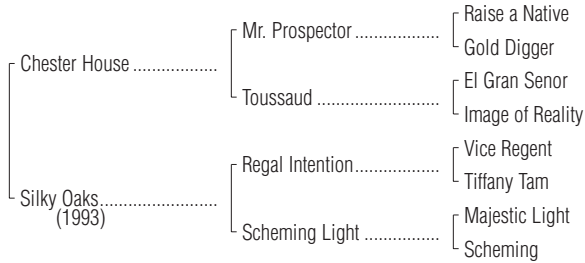 Raise a Native
Mr. Prospector ..................
Gold Digger
Chester House ..................
El Gran Senor
Toussaud ..........................
Image of Reality
Vice Regent
Regal Intention..................
Tiffany Tam
Silky Oaks.........................
(1993)
Majestic Light
Scheming Light ................
Scheming